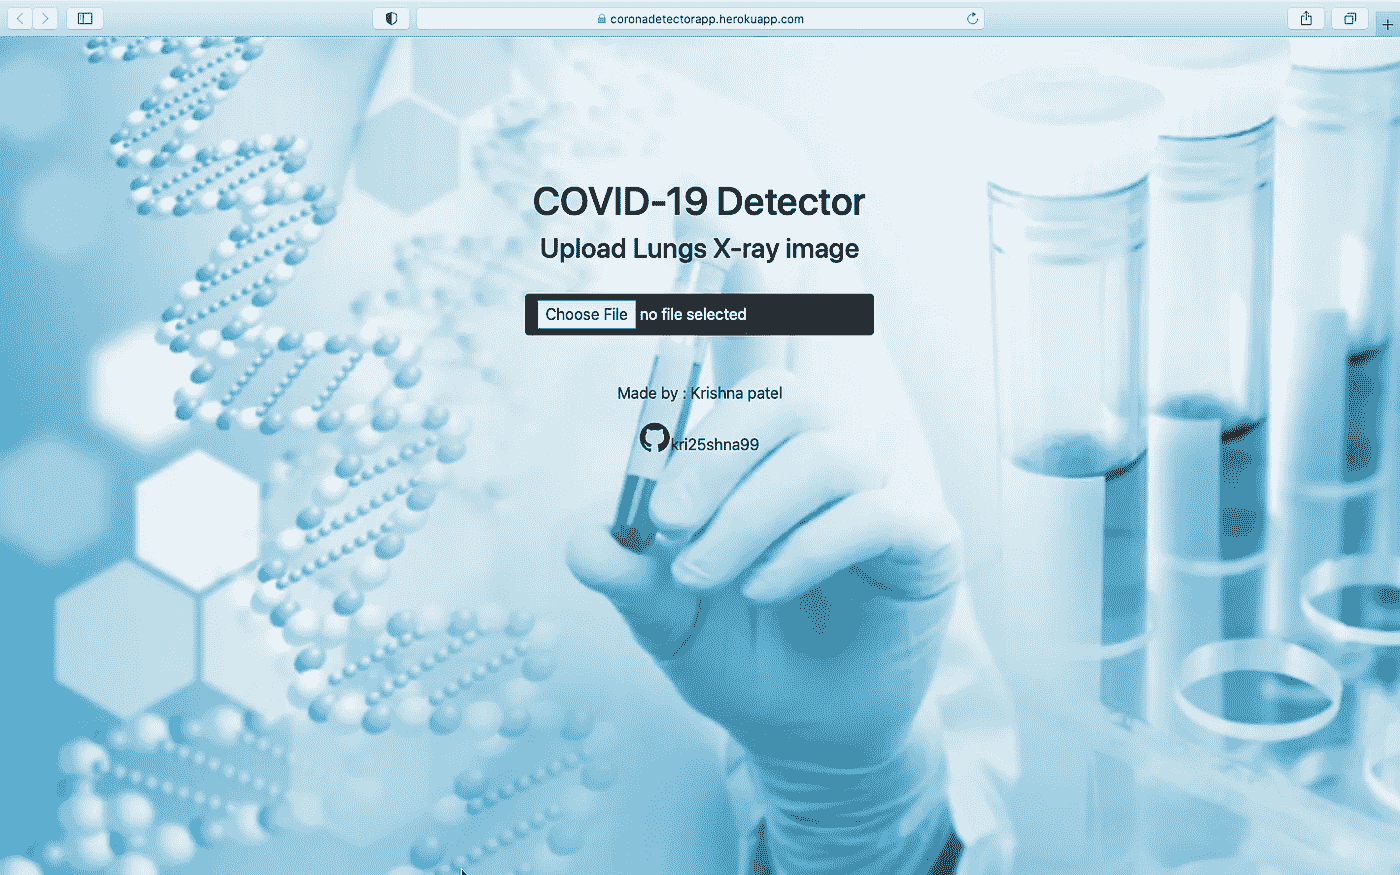 coronadetectorapp.herokuapp.com
COVID-19 Detector
Upload Lungs X-ray image
Choose File no file selected
Made by : Krishna patel
kri25shna99